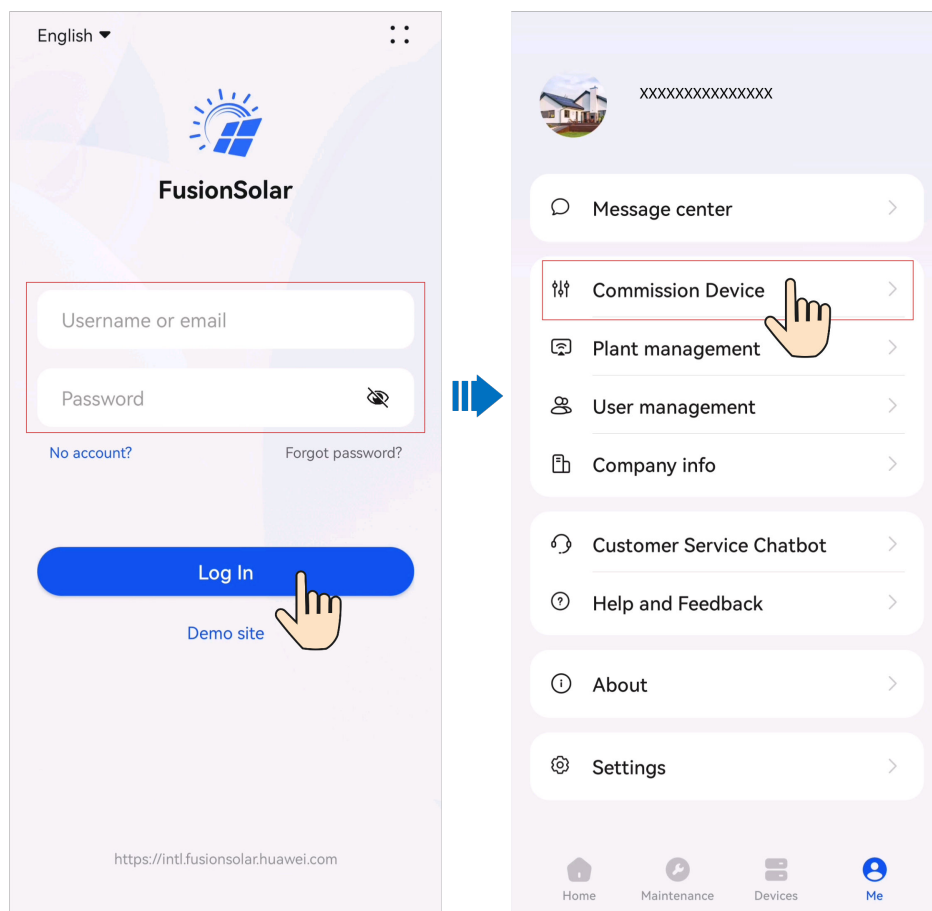 English
FusionSolar
Username or email
Password
No account?
Forgot password?
Log In
Demo site
https://intl.fusionsolar.huawei.com
XXXXXXXXXXXXXXX
Message center
Commission Device
Plant management
User management
Company info
Customer Service Chatbot
Help and Feedback
About
Settings
Home
Maintenance
Devices
Me